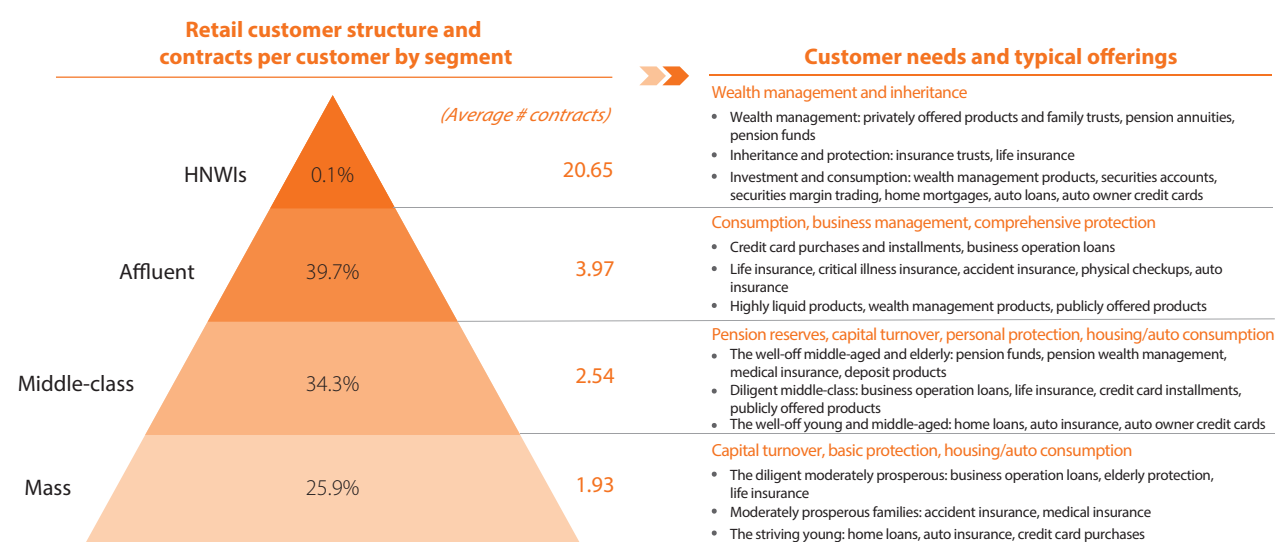 Retail customer structure and
contracts per customer by segment
(Average # contracts)
HNWIs
0.1%
20.65
Affluent
39.7%
3.97
Middle-class
34.3%
2.54
Mass
25.9%
1.93
Customer needs and typical offerings
Wealth management and inheritance
• Wealth management: privately offered products and family trusts, pension annuities,
pension funds
• Inheritance and protection: insurance trusts, life insurance
• Investment and consumption: wealth management products, securities accounts,
securities margin trading, home mortgages, auto loans, auto owner credit cards
Consumption, business management, comprehensive protection
• Credit card purchases and installments, business operation loans
• Life insurance, critical illness insurance, accident insurance, physical checkups, auto
insurance
• Highly liquid products, wealth management products, publicly offered products
Pension reserves, capital turnover, personal protection, housing/auto consumption
• The well-off middle-aged and elderly: pension funds, pension wealth management,
medical insurance, deposit products
• Diligent middle-class: business operation loans, life insurance, credit card installments,
publicly offered products
• The well-off young and middle-aged: home loans, auto insurance, auto owner credit cards
Capital turnover, basic protection, housing/auto consumption
• The diligent moderately prosperous: business operation loans, elderly protection,
life insurance
• Moderately prosperous families: accident insurance, medical insurance
• The striving young: home loans, auto insurance, credit card purchases